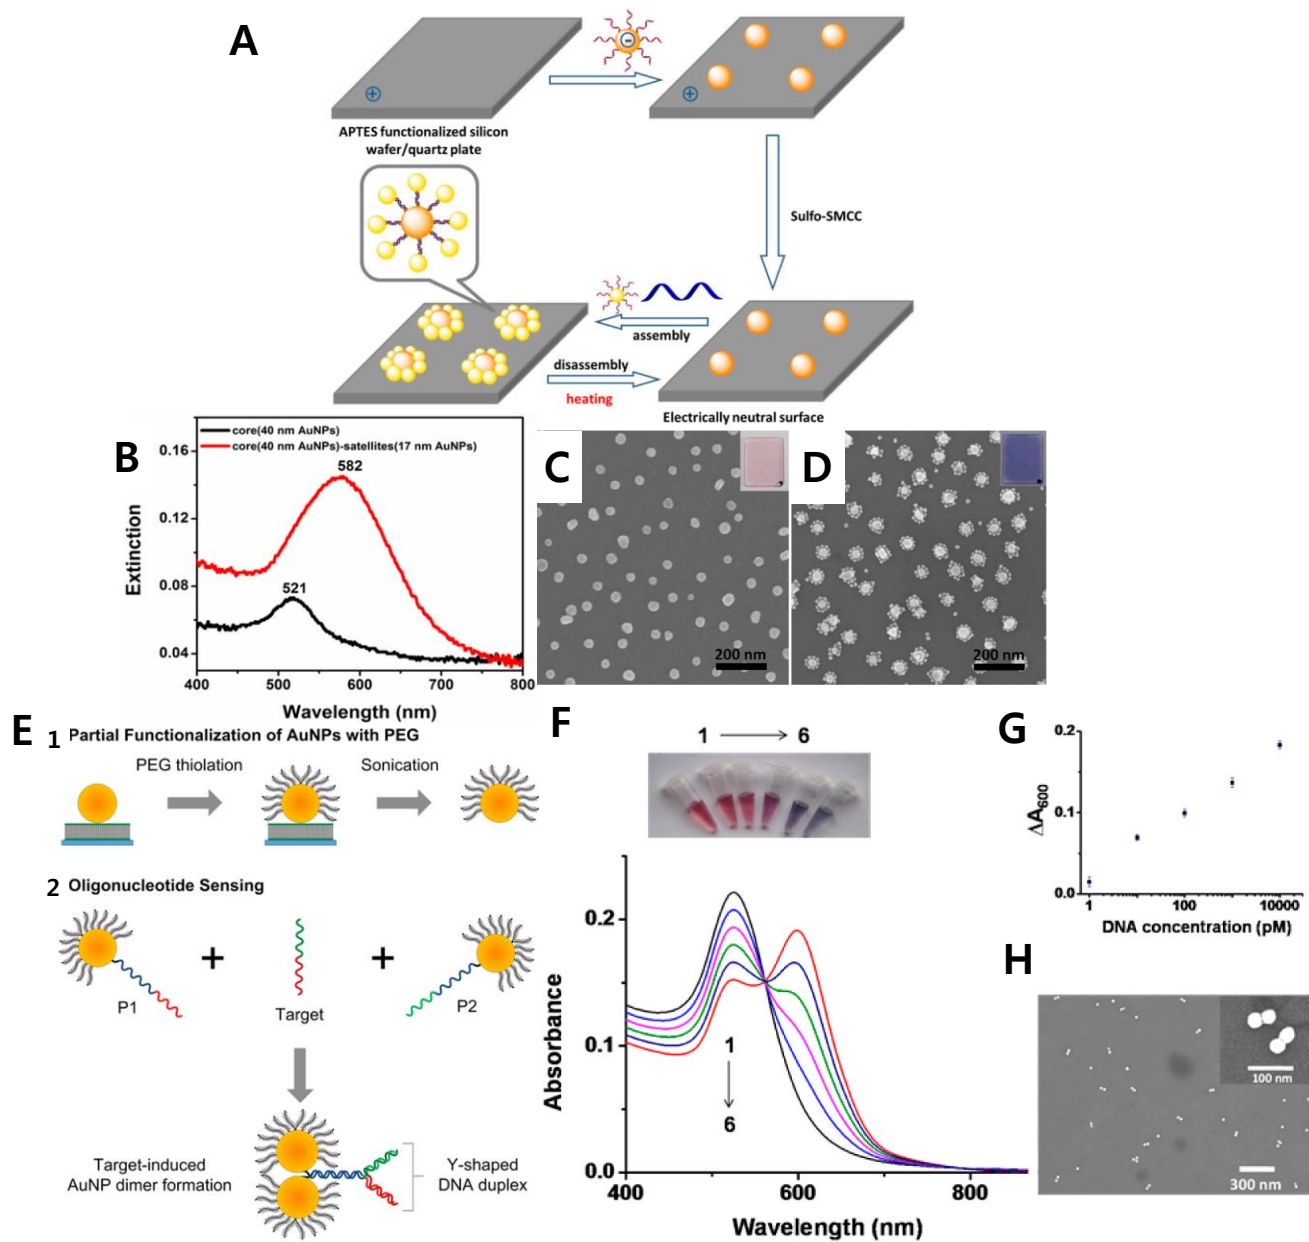 A
APTES functionalized silicon
wafer/quartz plate
Sulfo-SMCC
assembly
disassembly
heating
Electrically neutral surface
B
core(40 nm AuNPs)
core(40 nm AuNPs)-satellites(17 nm AuNPs)
582
521
0.16
0.12
0.08
0.04
Extinction
400
500
600
700
800
Wavelength (nm)
C
200 nm
D
200 nm
E
1 Partial Functionalization of AuNPs with PEG
PEG thiolation
Sonication
2 Oligonucleotide Sensing
+
+
P1
Target
P2
Target-induced
AuNP dimer formation
Y-shaped
DNA duplex
F
1
6
0.2
0.1
0.0
Absorbance
1
6
400
600
800
Wavelength (nm)
G
0.2
0.1
0.0
ΔA600
1
100
10000
DNA concentration (pM)
H
100 nm
300 nm